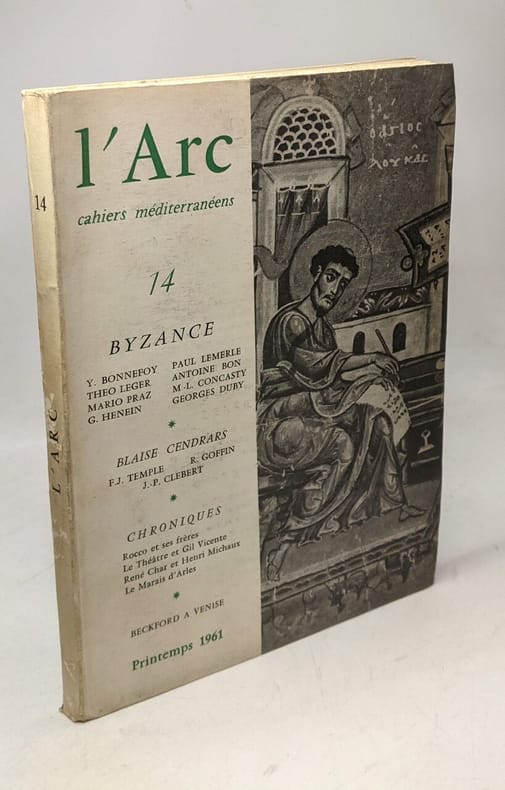 14
L'ARC
l'Arc
cahiers méditerranéens
14
BYZANCE
Y. BONNEFOY PAUL LEMERLE
THEO LEGER ANTOINE BON
MARIO PRAZ M.-L. CONCASTY
G. HENEIN GEORGES DUBY
*
BLAISE CENDRARS
F.J. TEMPLE R. GOFFIN
J.-P. CLEBERT
*
CHRONIQUES
Rocco et ses frères
Le Théâtre et Gil Vicente
René Char et Henri Michaux
Le Marais d'Arles
*
BECKFORD A VENISE
Printemps 1961
λουκᾶς